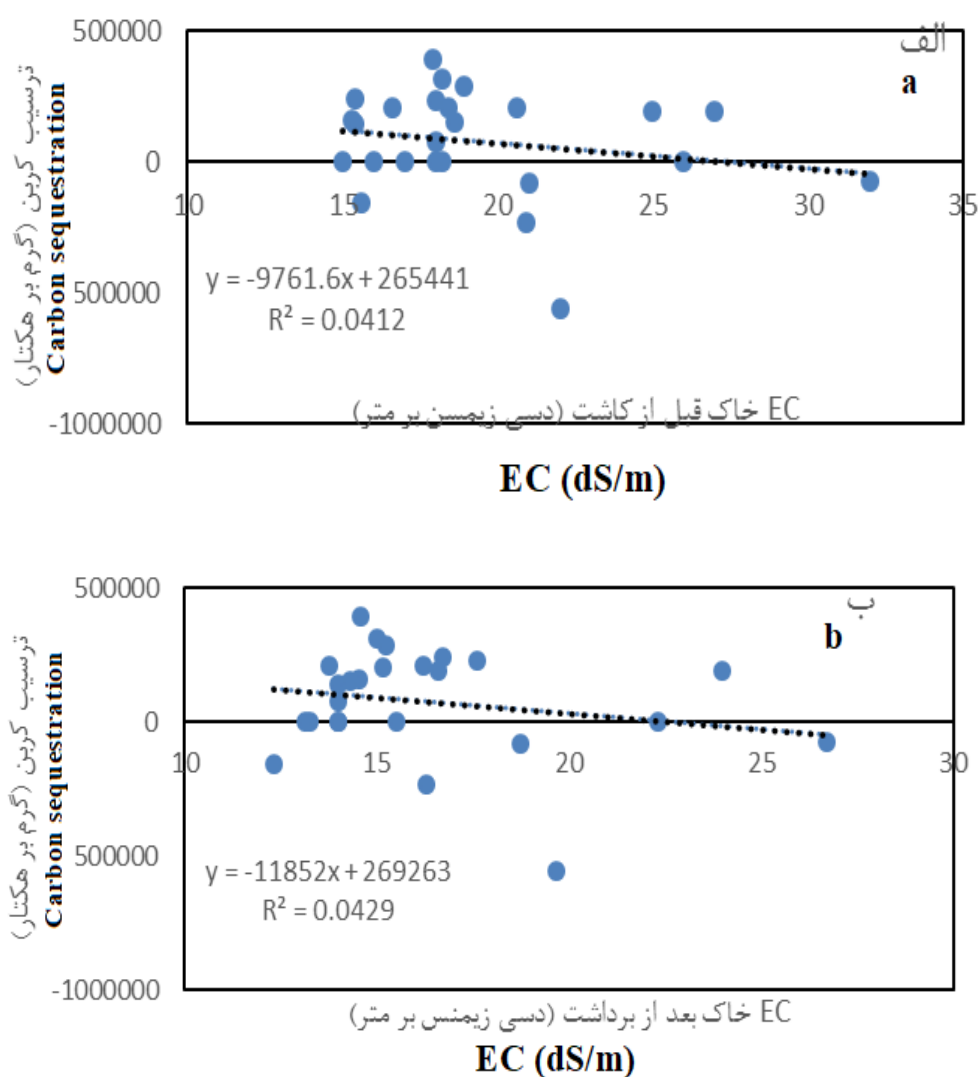 500000
0
-500000
-1000000
10 15 20 25 30 35
الف
a
ترسیب کربن (گرم بر هکتار)
Carbon sequestration
y = -9761.6x + 265441
R² = 0.0412
EC خاک قبل از کاشت (دسی زیمسن بر متر)
EC (dS/m)
500000
0
-500000
-1000000
10 15 20 25 30
ب
b
ترسیب کربن (گرم بر هکتار)
Carbon sequestration
y = -11852x + 269263
R² = 0.0429
EC خاک بعد از برداشت (دسی زیمنس بر متر)
EC (dS/m)